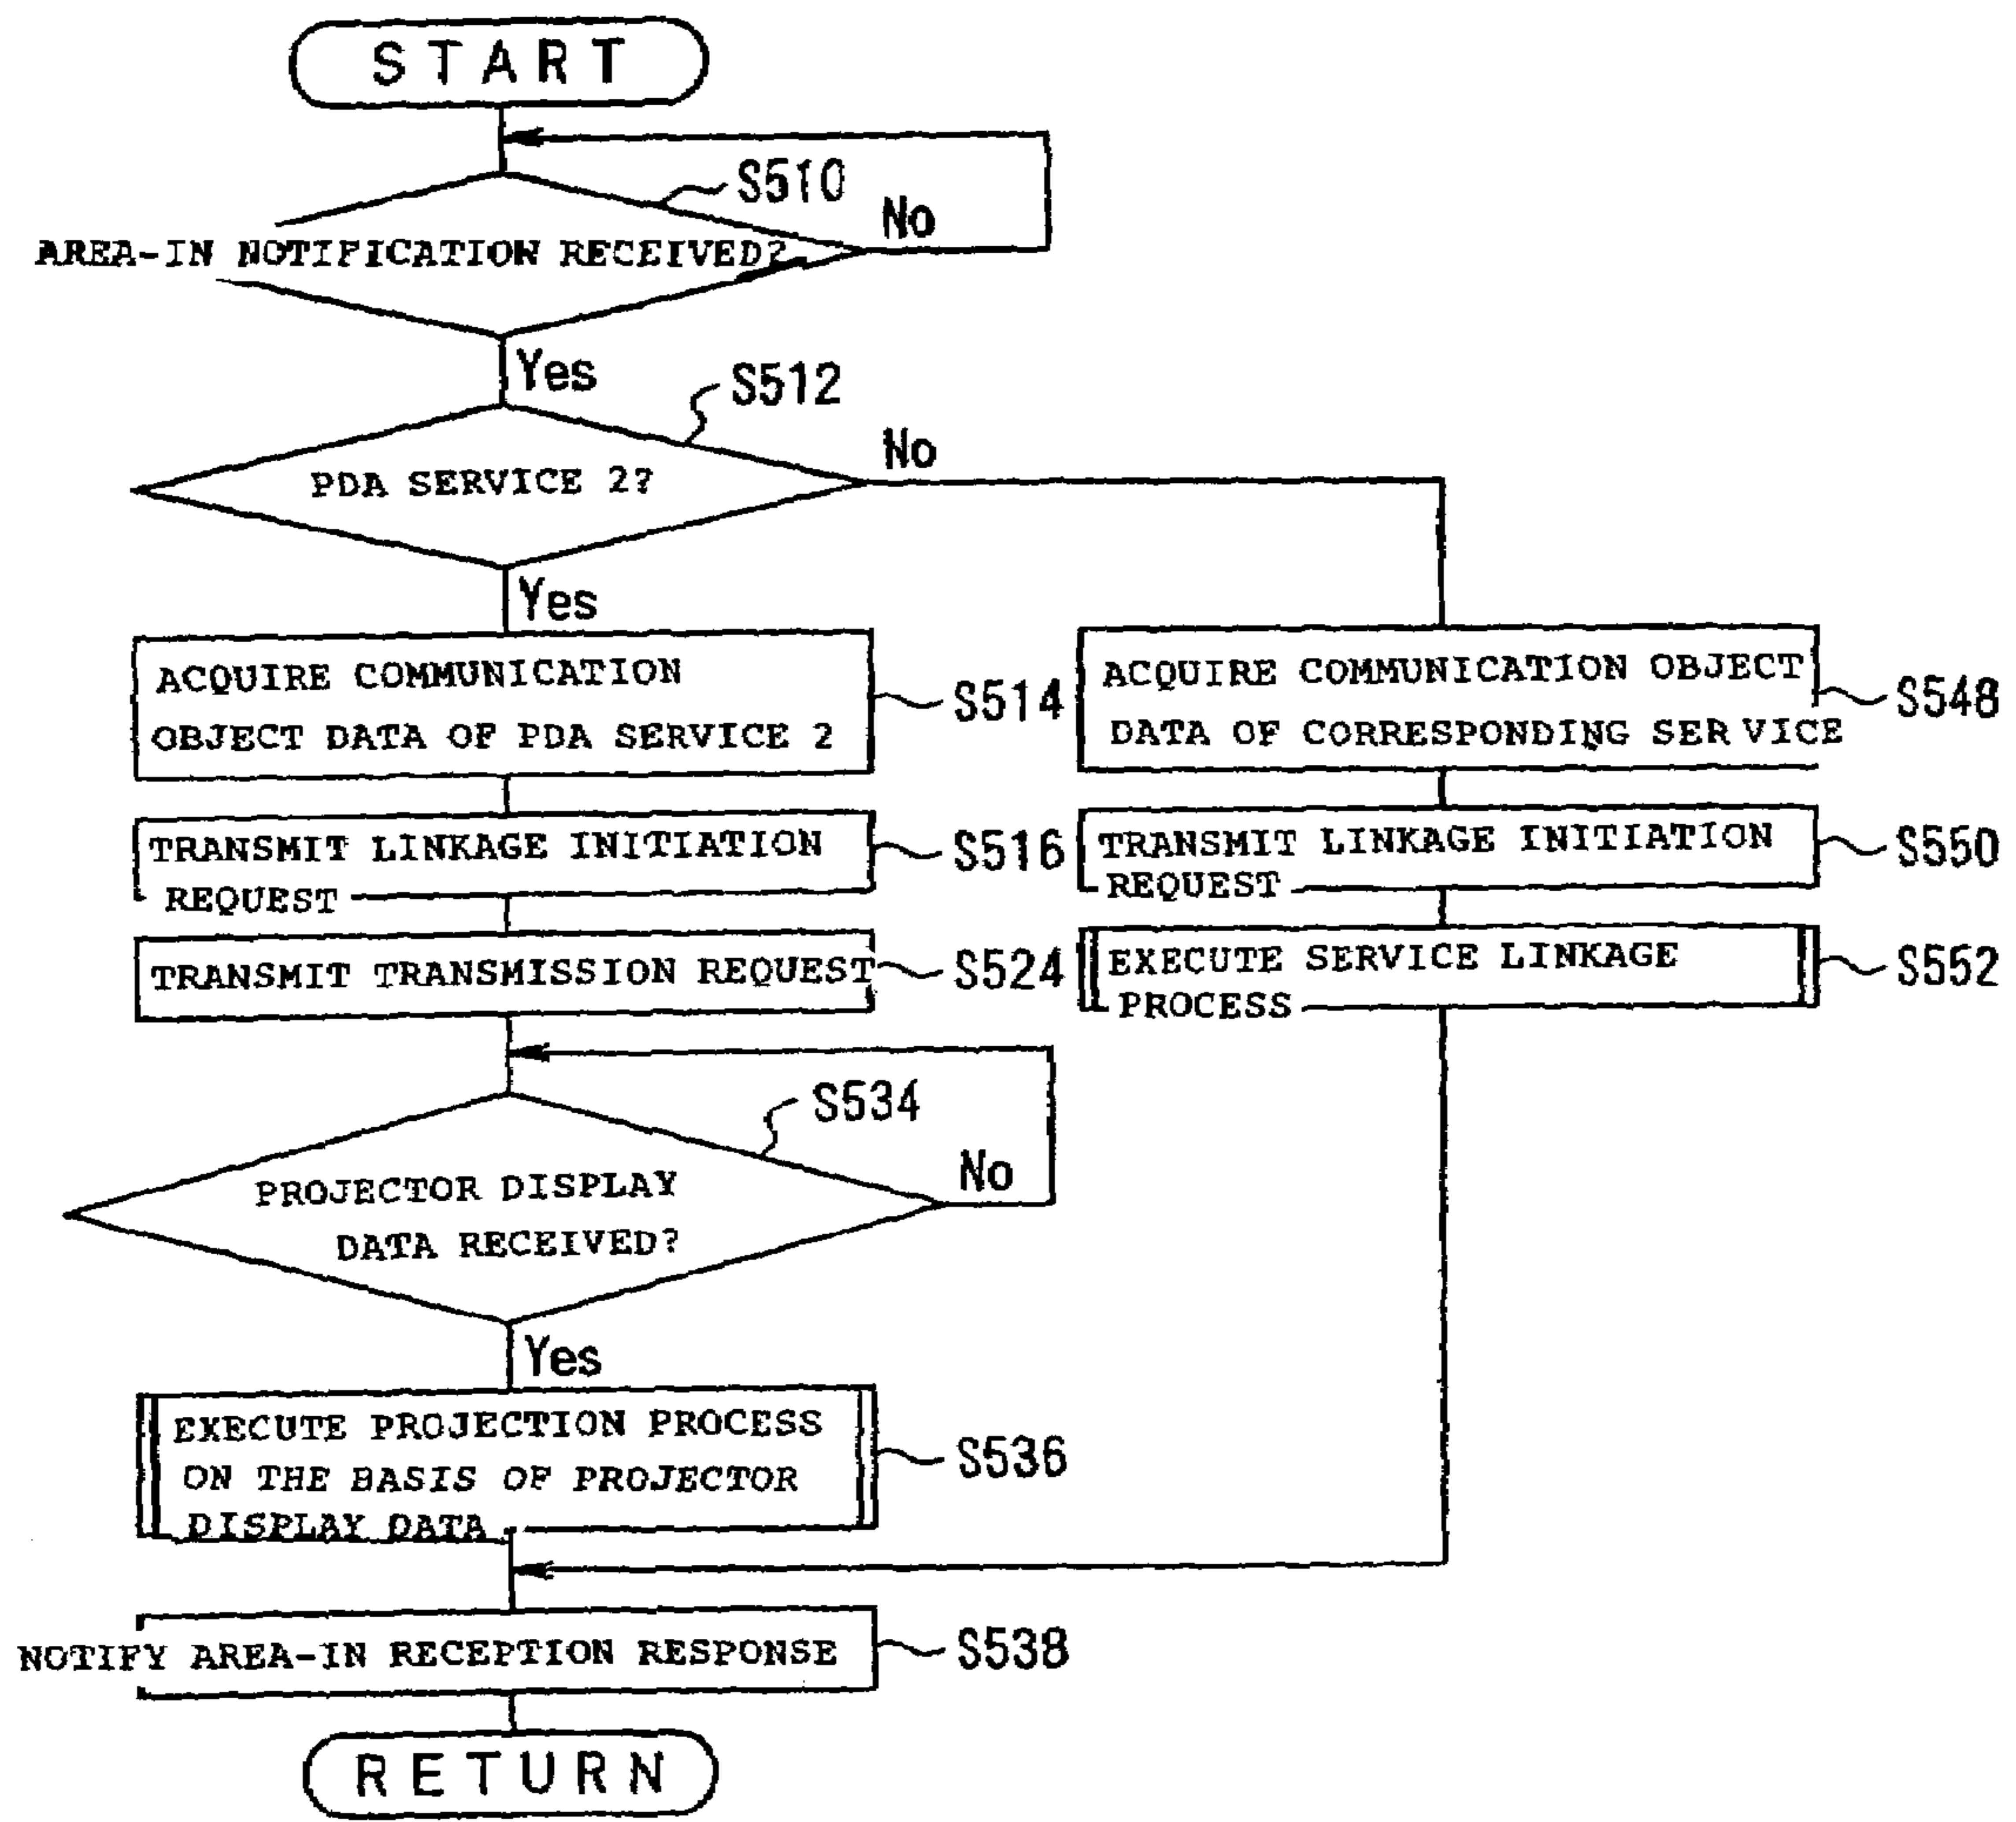 START
S510
No
AREA-IN NOTIFICATION RECEIVED?
Yes
S512
No
PDA SERVICE 2?
Yes
ACQUIRE COMMUNICATION
OBJECT DATA OF PDA SERVICE 2
S514
ACQUIRE COMMUNICATION OBJECT
DATA OF CORRESPONDING SERVICE
S548
TRANSMIT LINKAGE INITIATION
REQUEST
S516
TRANSMIT LINKAGE INITIATION
REQUEST
S550
TRANSMIT TRANSMISSION REQUEST
S524
EXECUTE SERVICE LINKAGE
PROCESS
S552
S534
No
PROJECTOR DISPLAY
DATA RECEIVED?
Yes
EXECUTE PROJECTION PROCESS
ON THE BASIS OF PROJECTOR
DISPLAY DATA
S536
NOTIFY AREA-IN RECEPTION RESPONSE
S538
RETURN